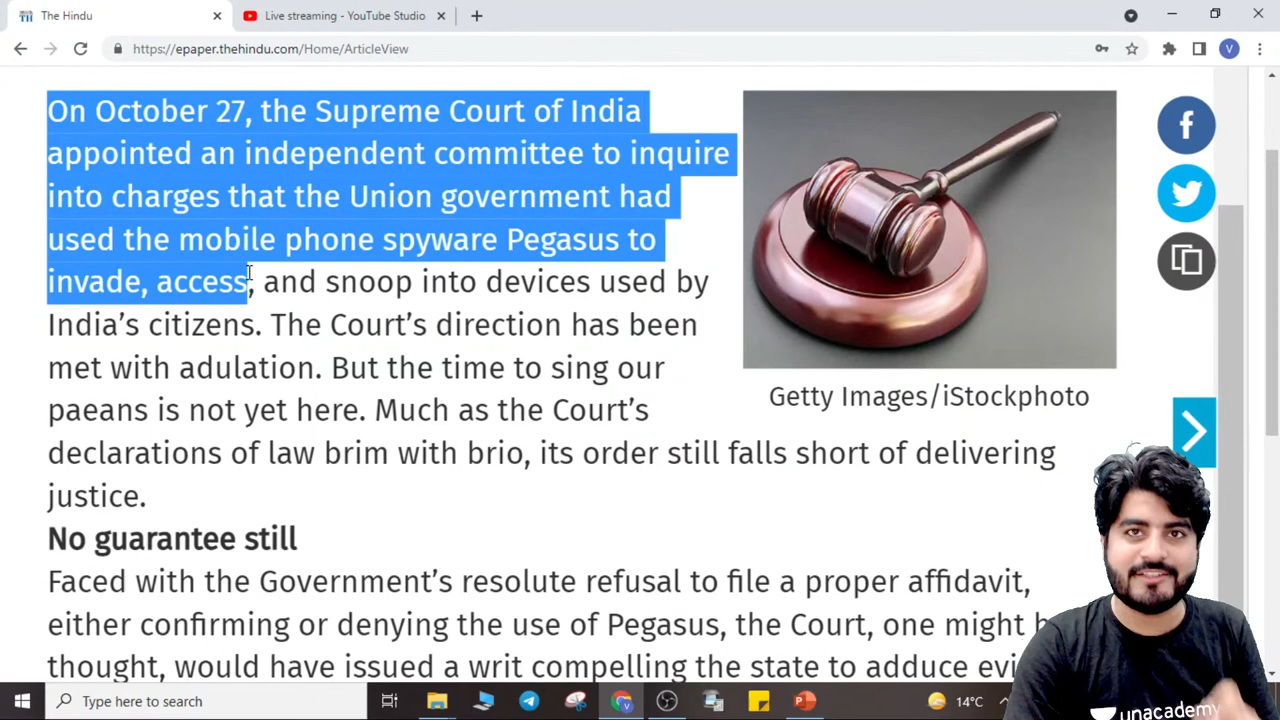 The Hindu
Live streaming - YouTube Studio
https://epaper.thehindu.com/Home/ArticleView
V
On October 27, the Supreme Court of India
appointed an independent committee to inquire
into charges that the Union government had
used the mobile phone spyware Pegasus to
invade, access, and snoop into devices used by
India's citizens. The Court's direction has been
met with adulation. But the time to sing our
paeans is not yet here. Much as the Court's
declarations of law brim with brio, its order still falls short of delivering
justice.
Getty Images/iStockphoto
No guarantee still
Faced with the Government's resolute refusal to file a proper affidavit,
either confirming or denying the use of Pegasus, the Court, one might
thought, would have issued a writ compelling the state to adduce
unacademy
Type here to search
14°C